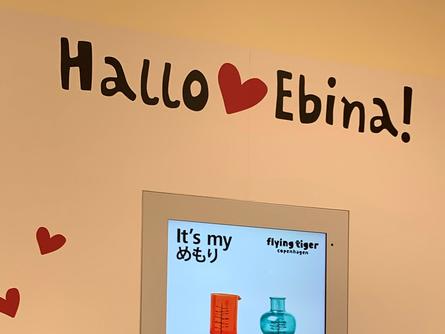 Hallo Ebina!
It's my
めもり
flying tiger
copenhagen